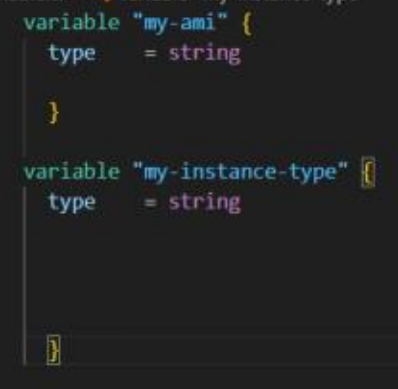 variable "my-ami" {
type = string
}
variable "my-instance-type" {
type = string
}